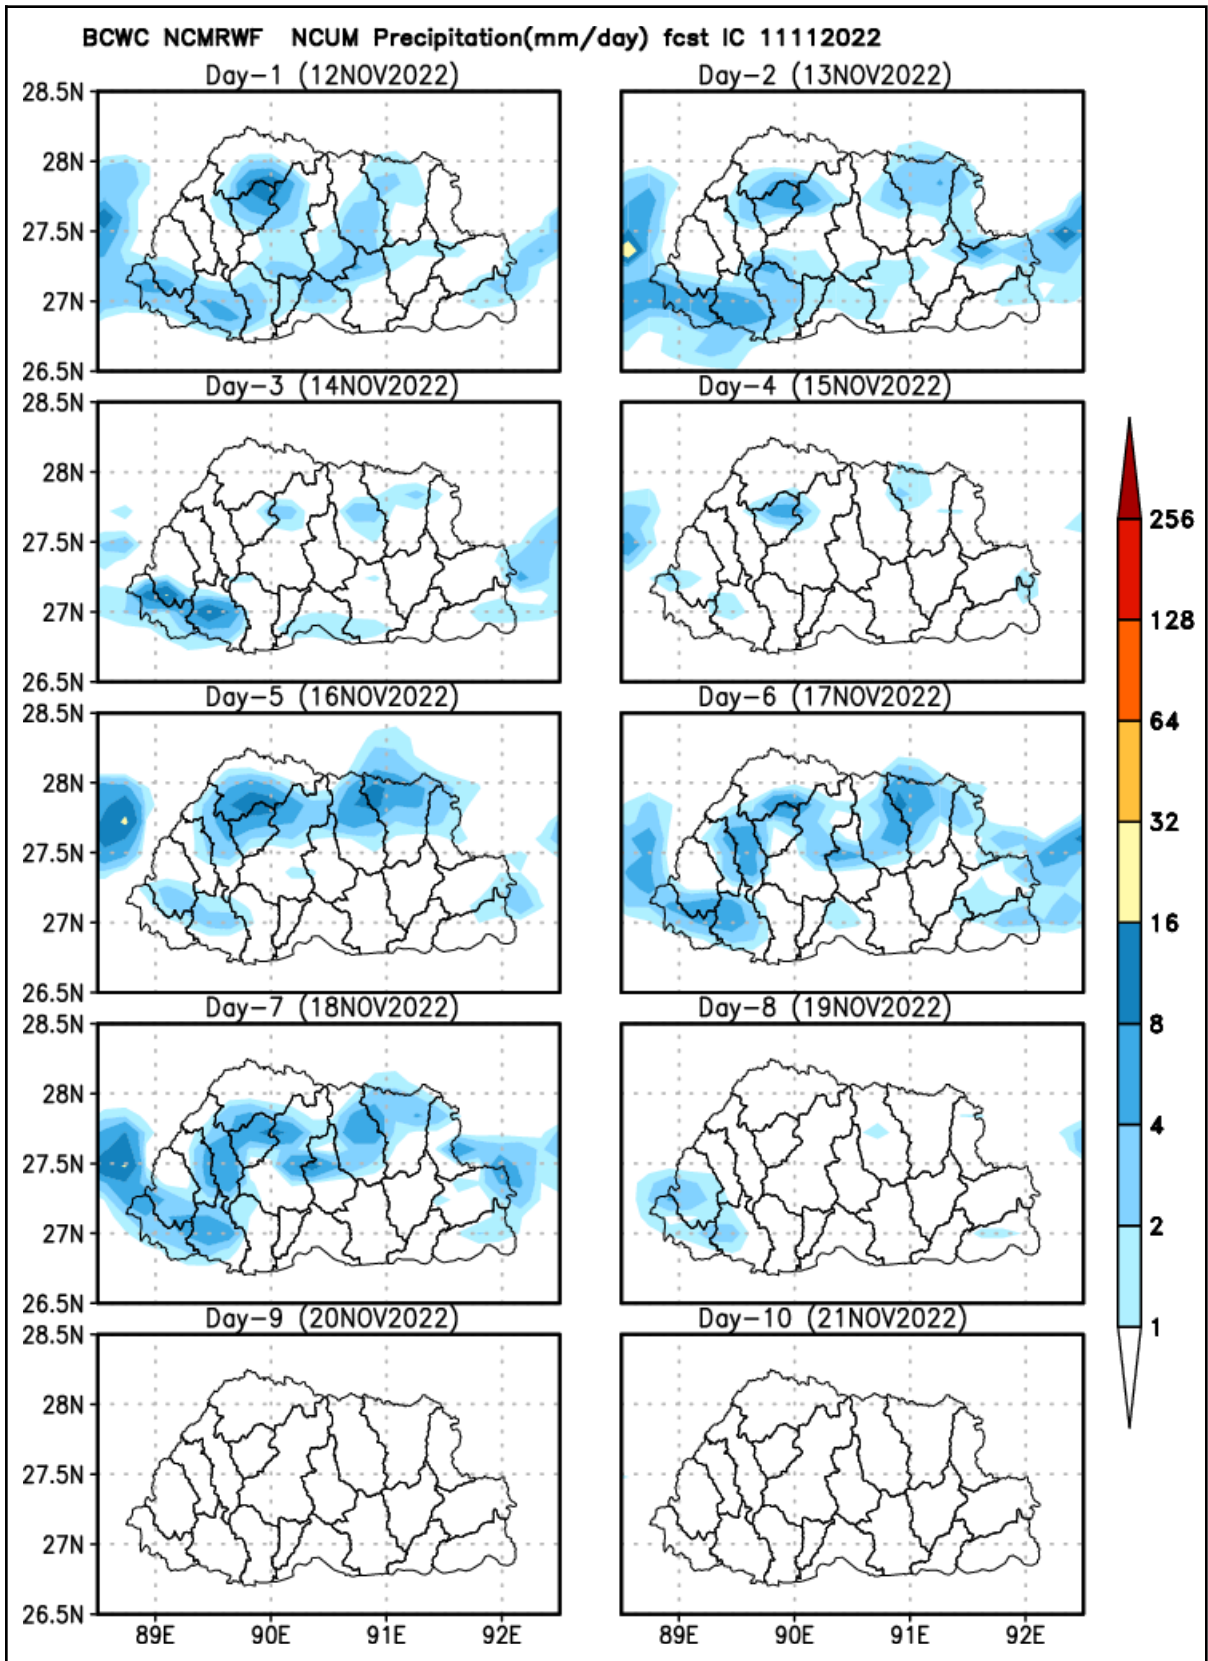 BCWC NCMRWF NCUM Precipitation(mm/day) fcst IC 11112022
Day-1 (12NOV2022) Day-2 (13NOV2022)
28.5N
28N
27.5N
27N
26.5N
Day-3 (14NOV2022) Day-4 (15NOV2022)
28.5N
28N
27.5N
27N
26.5N
Day-5 (16NOV2022) Day-6 (17NOV2022)
28.5N
28N
27.5N
27N
26.5N
Day-7 (18NOV2022) Day-8 (19NOV2022)
28.5N
28N
27.5N
27N
26.5N
Day-9 (20NOV2022) Day-10 (21NOV2022)
28.5N
28N
27.5N
27N
26.5N
89E 90E 91E 92E 89E 90E 91E 92E
256
128
64
32
16
8
4
2
1